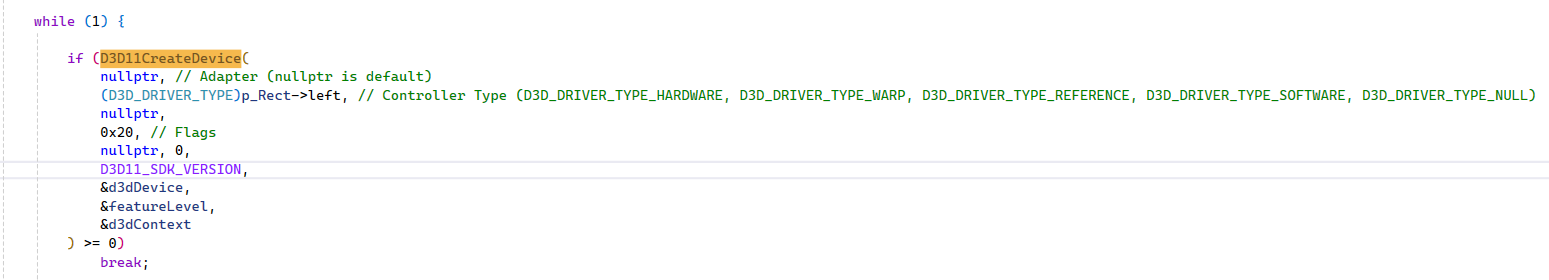 while (1) {
if (D3D11CreateDevice(
nullptr, // Adapter (nullptr is default)
(D3D_DRIVER_TYPE)p_Rect->left, // Controller Type (D3D_DRIVER_TYPE_HARDWARE, D3D_DRIVER_TYPE_WARP, D3D_DRIVER_TYPE_REFERENCE, D3D_DRIVER_TYPE_SOFTWARE, D3D_DRIVER_TYPE_NULL)
nullptr,
0x20, // Flags
nullptr, 0,
D3D11_SDK_VERSION,
&d3dDevice,
&featureLevel,
&d3dContext
) >= 0)
break;